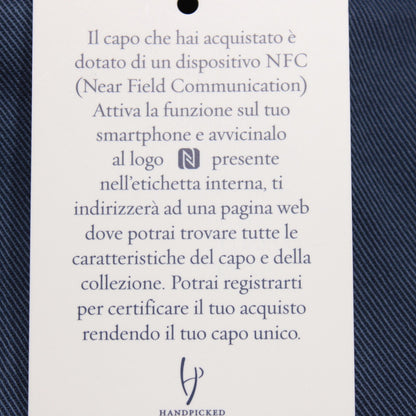 Il capo che hai acquistato è
dotato di un dispositivo NFC
(Near Field Communication)
Attiva la funzione sul tuo
smartphone e avvicinalo
al logo N presente
nell'etichetta interna, ti
indirizzerà ad una pagina web
dove potrai trovare tutte le
caratteristiche del capo e della
collezione. Potrai registrarti
per certificare il tuo acquisto
rendendo il tuo capo unico.
HANDPICKED